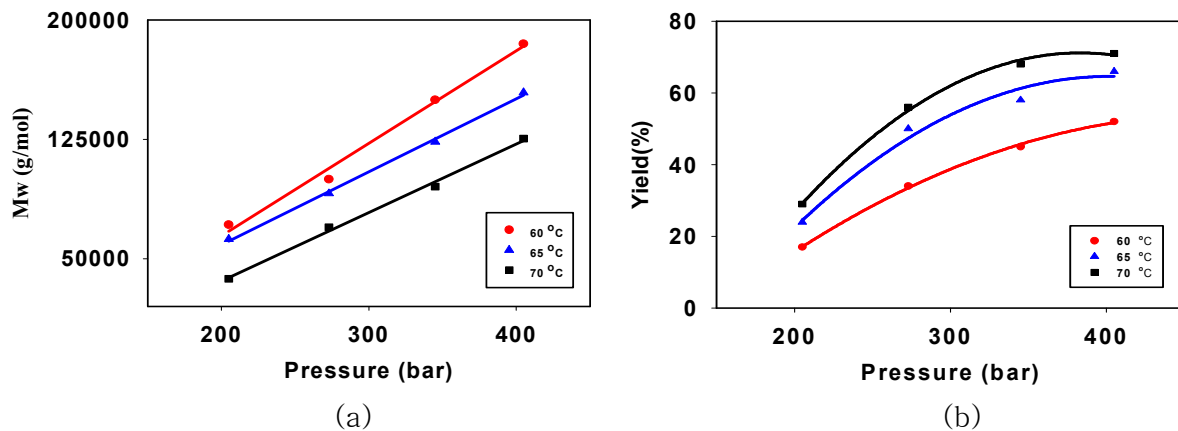 200000
125000
50000
Mw (g/mol)
60 °C
65 °C
70 °C
200 300 400
Pressure (bar)
(a)
80
60
40
20
0
Yield(%)
60 °C
65 °C
70 °C
200 300 400
Pressure (bar)
(b)